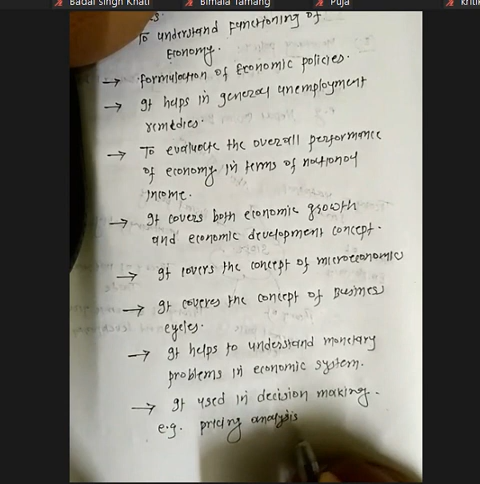 Badal Singh Khati
Bimala Tamang
Puja
kritik
To understand functioning of
Economy.
→ formulation of Economic policies.
→ It helps in general unemployment
remedies.
→ To evaluate the overall performance
of economy in terms of national
income.
→ It covers both economic growth
and economic development concept.
→ It covers the concept of microeconomics
→ It coveres the concept of Business
cycles.
→ It helps to understand monetary
problems in economic system.
→ It used in decision making.
e.g. pricing analysis